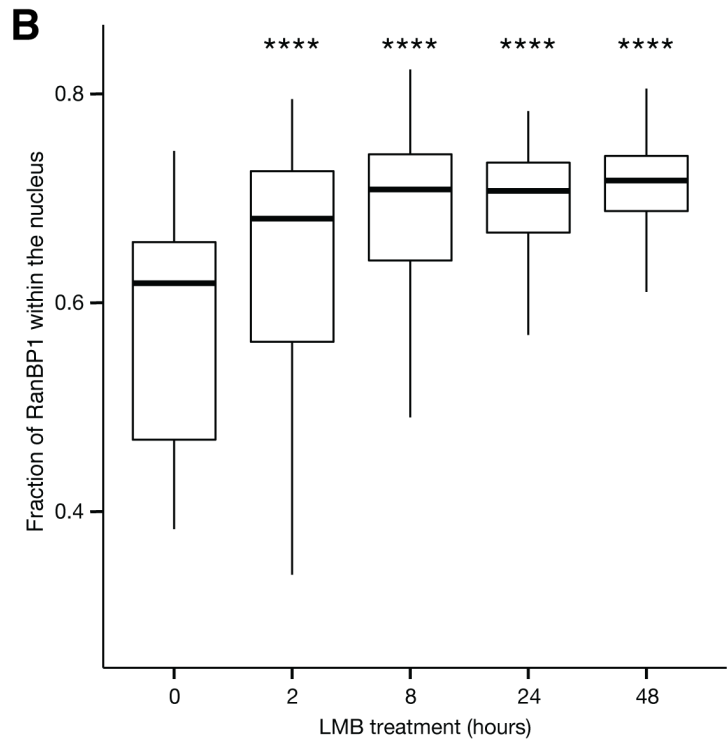 B
**** **** **** ****
0.8
0.6
0.4
Fraction of RanBP1 within the nucleus
0 2 8 24 48
LMB treatment (hours)